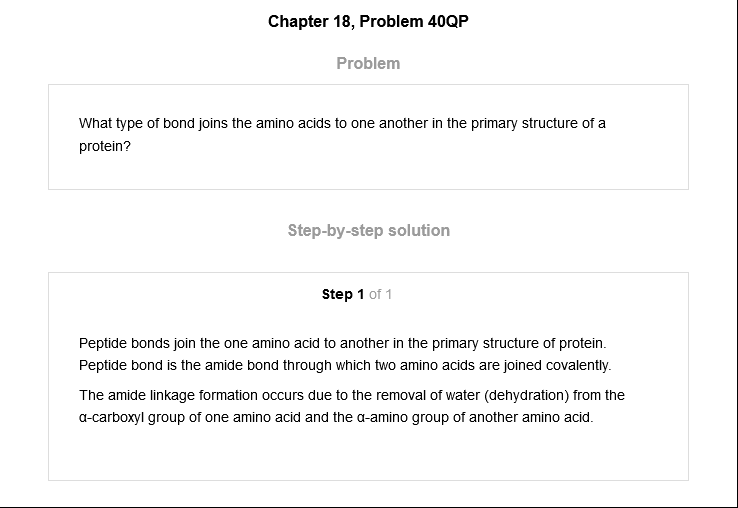 Chapter 18, Problem 40QP
Problem
What type of bond joins the amino acids to one another in the primary structure of a
protein?
Step-by-step solution
Step 1 of 1
Peptide bonds join the one amino acid to another in the primary structure of protein.
Peptide bond is the amide bond through which two amino acids are joined covalently.
The amide linkage formation occurs due to the removal of water (dehydration) from the
α-carboxyl group of one amino acid and the α-amino group of another amino acid.